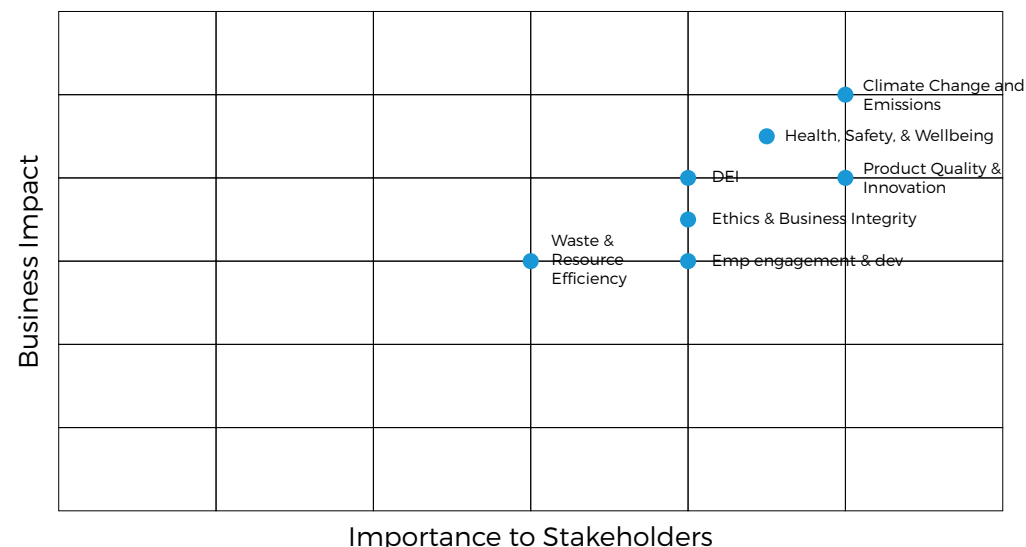 Climate Change and
Emissions
Health, Safety, & Wellbeing
Product Quality &
Innovation
DEI
Ethics & Business Integrity
Waste &
Resource
Efficiency
Emp engagement & dev
Business Impact
Importance to Stakeholders